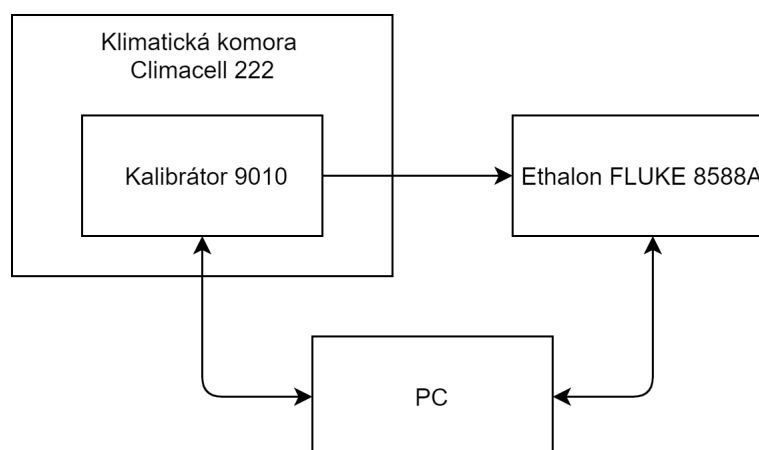 Klimatická komora
Climacell 222
Kalibrátor 9010
Ethalon FLUKE 8588A
PC